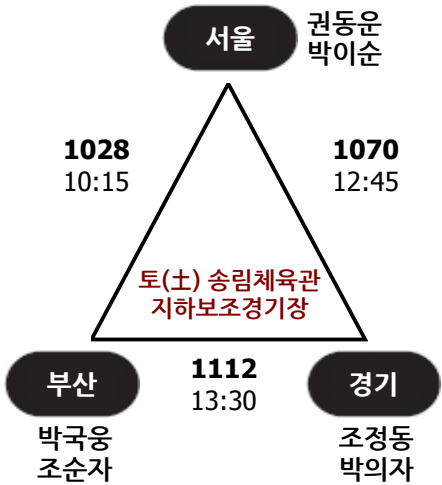 서울
권동운
박이순
1028
10:15
1070
12:45
토(土) 송림체육관
지하보조경기장
부산
1112
13:30
경기
박국웅
조순자
조정동
박의자